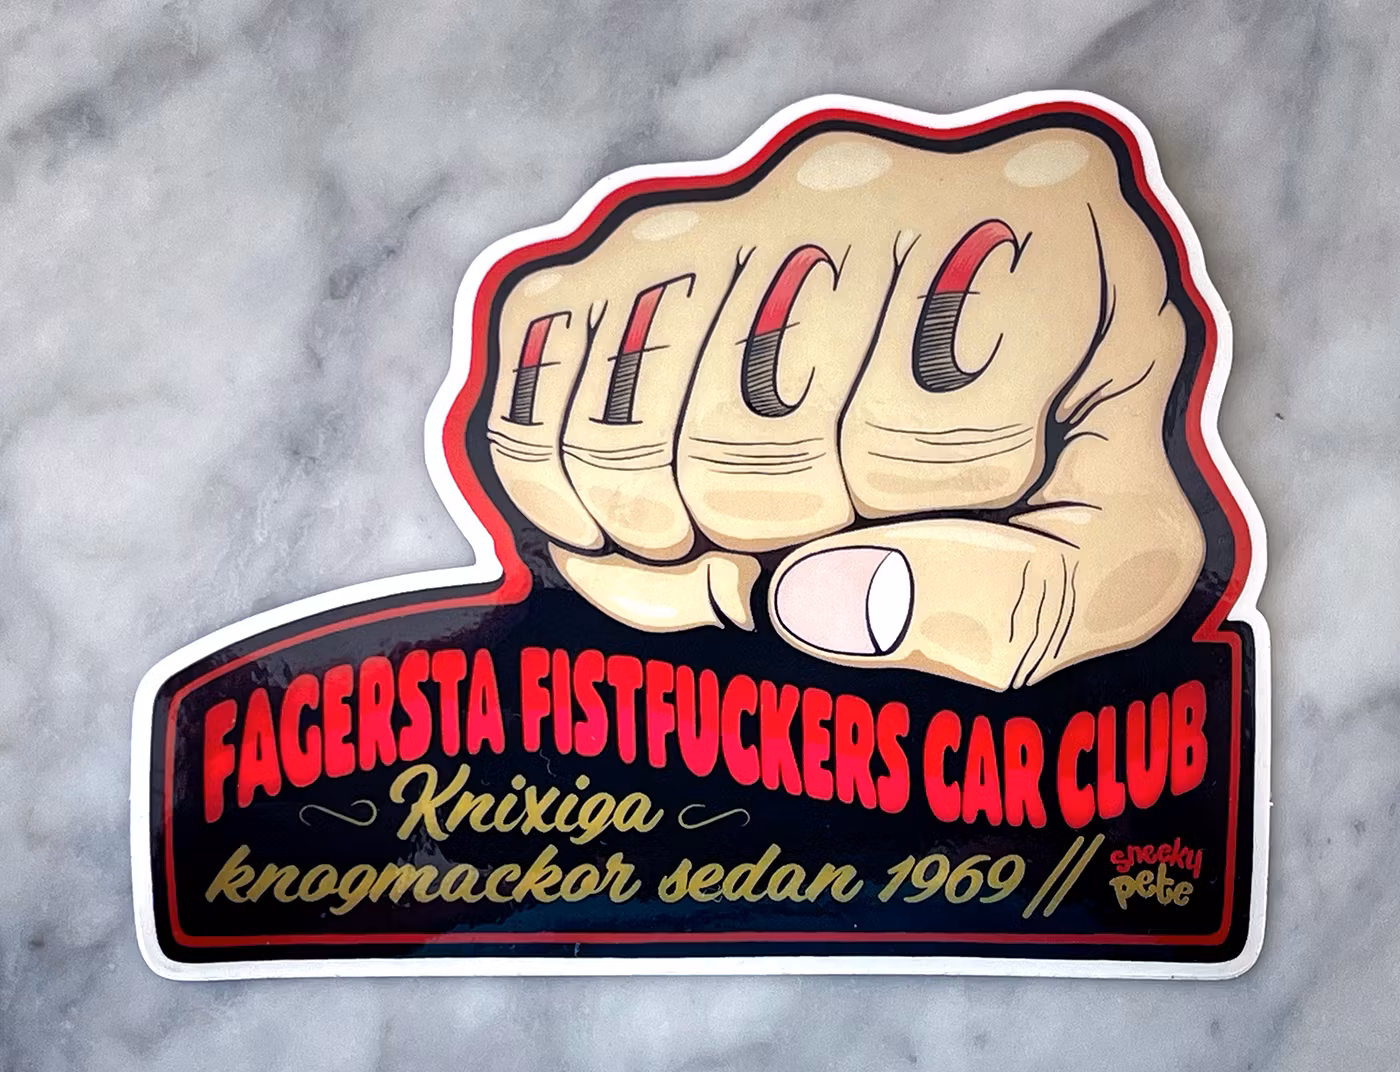 FFCC
FAGERSTA FISTFUCKERS CAR CLUB
Knixiga
knogmackor sedan 1969 //
sneeky
pete